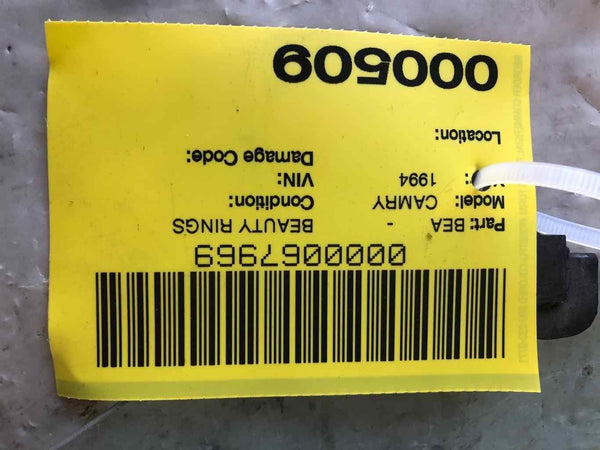 0000067969
Part: BEA - BEAUTY RINGS
Model: CAMRY Condition:
1994 VIN:
Damage Code:
Location:
000509